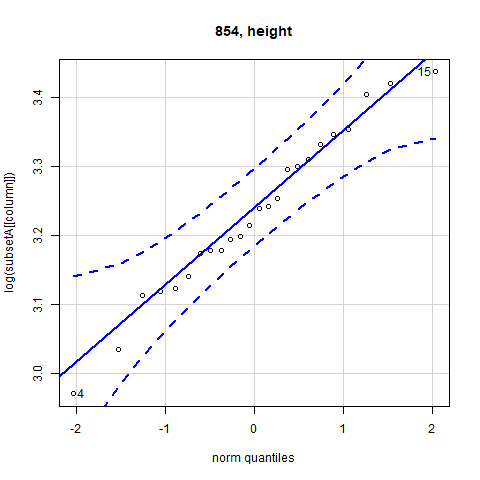 854, height
log(subsetA[[column]])
3.4
3.3
3.2
3.1
3.0
15
4
-2 -1 0 1 2
norm quantiles